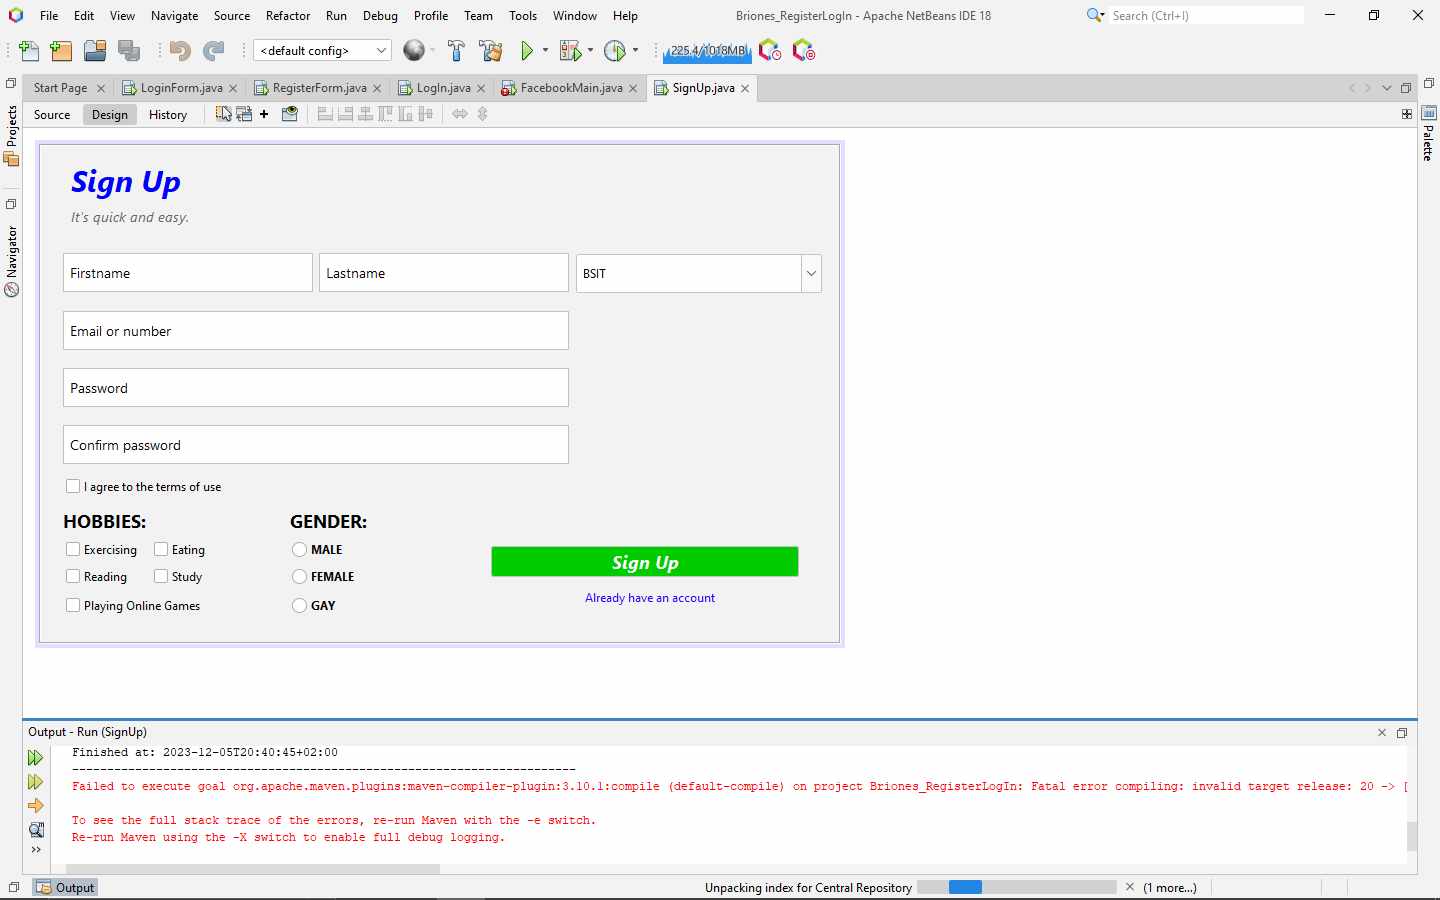 File Edit View Navigate Source Refactor Run Debug Profile Team Tools Window Help Briones_RegisterLogIn - Apache NetBeans IDE 18 Search (Ctrl+I)
<default config> 225.4/1018MB
Start Page LoginForm.java RegisterForm.java LogIn.java FacebookMain.java SignUp.java
Source Design History
Projects
Navigator
Palette
Sign Up
It's quick and easy.
Firstname Lastname BSIT
Email or number
Password
Confirm password
I agree to the terms of use
HOBBIES: GENDER:
Exercising Eating MALE
Sign Up
Reading Study FEMALE
Already have an account
Playing Online Games GAY
Output - Run (SignUp)
Finished at: 2023-12-05T20:40:45+02:00
------------------------------------------------------------------------
Failed to execute goal org.apache.maven.plugins:maven-compiler-plugin:3.10.1:compile (default-compile) on project Briones_RegisterLogIn: Fatal error compiling: invalid target release: 20 -> [
To see the full stack trace of the errors, re-run Maven with the -e switch.
Re-run Maven using the -X switch to enable full debug logging.
Output Unpacking index for Central Repository (1 more...)